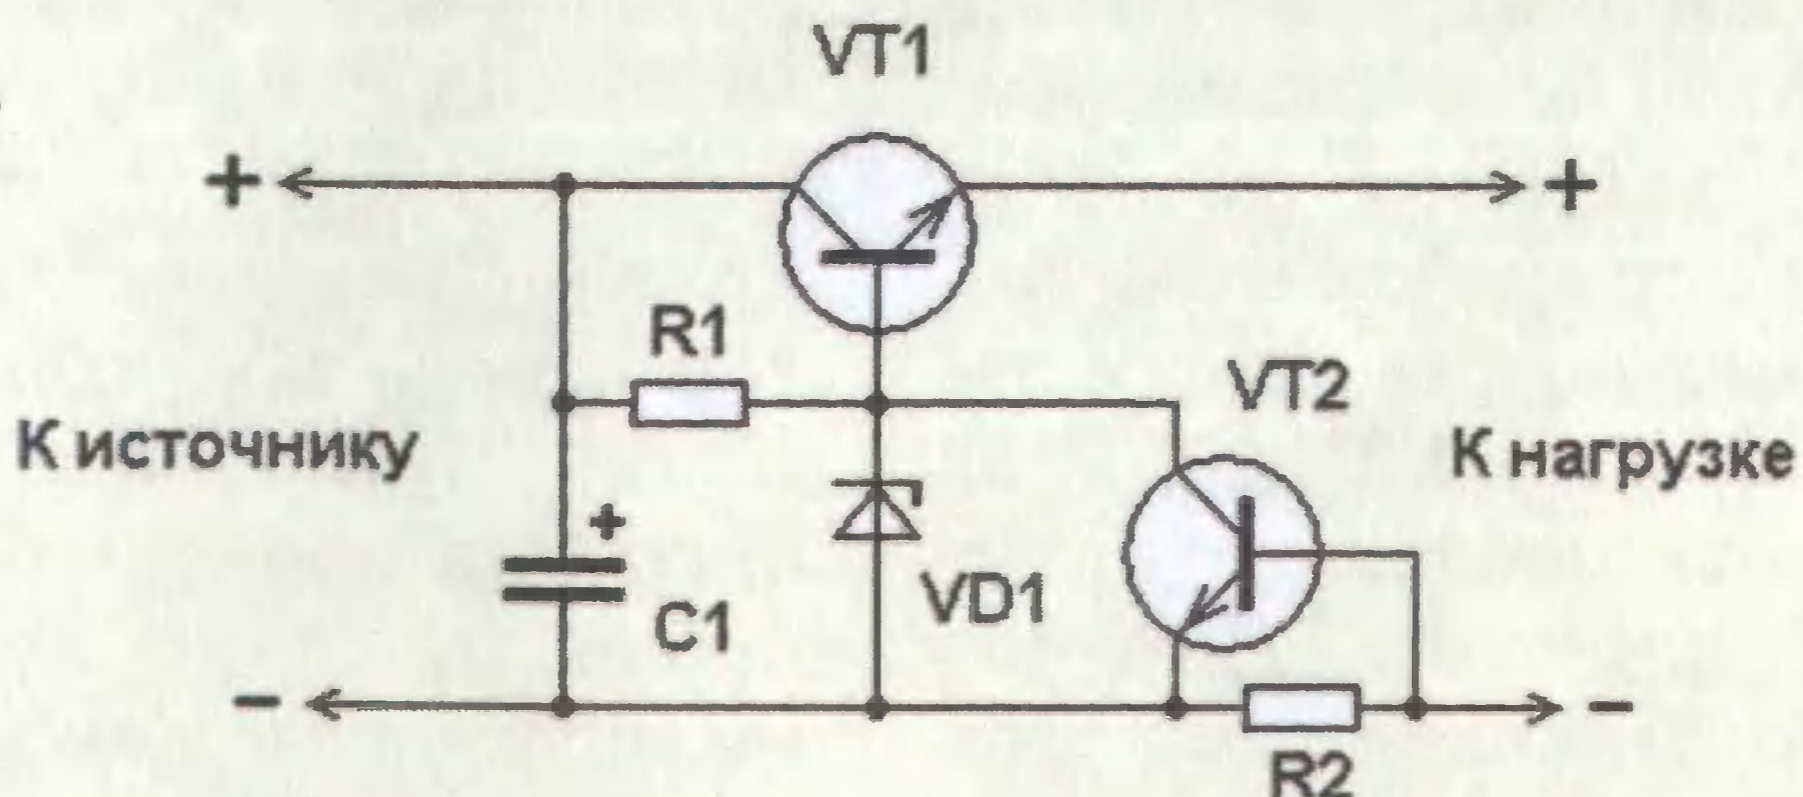 VT1
+
+
R1
VT2
К источнику
К нагрузке
+
VD1
C1
−
−
R2